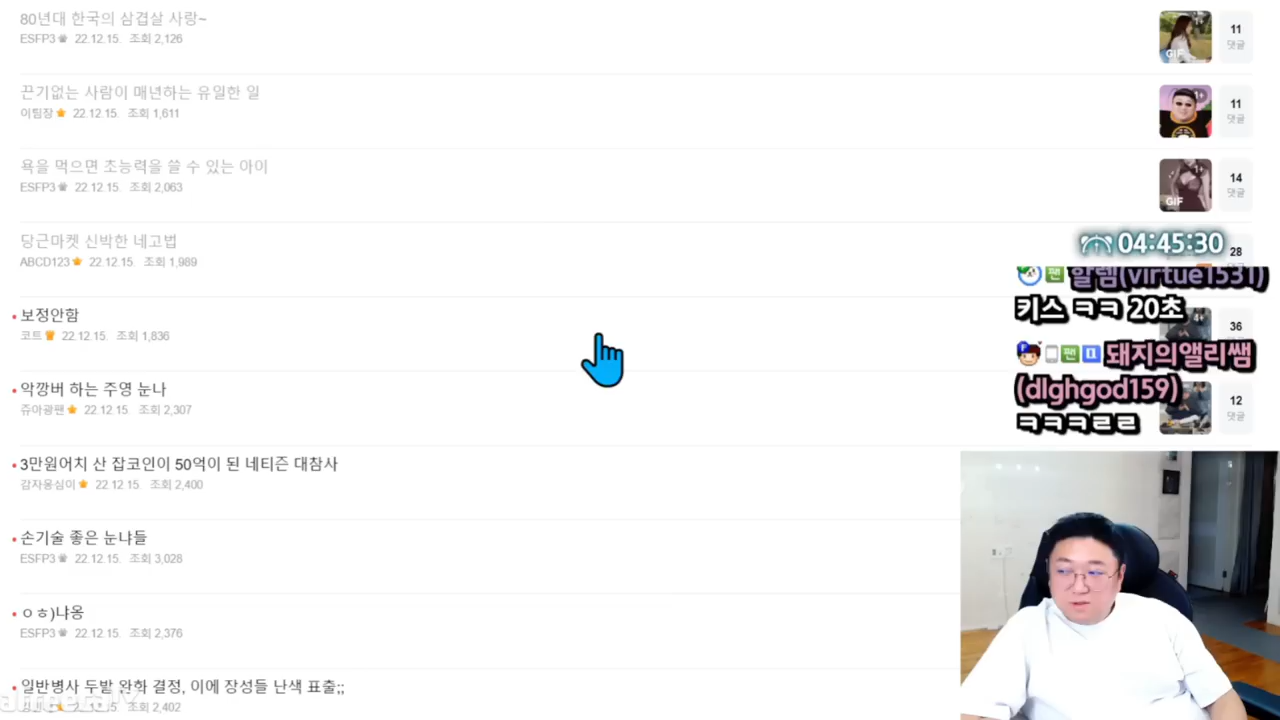 80년대 한국의 삼겹살 사랑~
ESFP3 22.12.15. 조회 2,126
GIF
11
댓글
끈기없는 사람이 매년하는 유일한 일
이팀장 22.12.15. 조회 1,611
11
댓글
욕을 먹으면 초능력을 쓸 수 있는 아이
ESFP3 22.12.15. 조회 2,063
GIF
14
댓글
당근마켓 신박한 네고법
ABCD123 22.12.15. 조회 1,989
28
04:45:30
팬 할렘(virtue1531)
키스 ㅋㅋ 20초
보정안함
코트 22.12.15. 조회 1,836
36
팬 돼지의앨리쌤
(dlghgod159)
ㅋㅋㅋㄹㄹ
악깡버 하는 주영 눈나
쥬아광팬 22.12.15. 조회 2,307
12
댓글
3만원어치 산 잡코인이 50억이 된 네티즌 대참사
감자옹심이 22.12.15. 조회 2,400
손기술 좋은 눈냐들
ESFP3 22.12.15. 조회 3,028
ㅇㅎ)냐옹
ESFP3 22.12.15. 조회 2,376
일반병사 두발 완화 결정, 이에 장성들 난색 표출;;
조회 2,402
afreecaTV